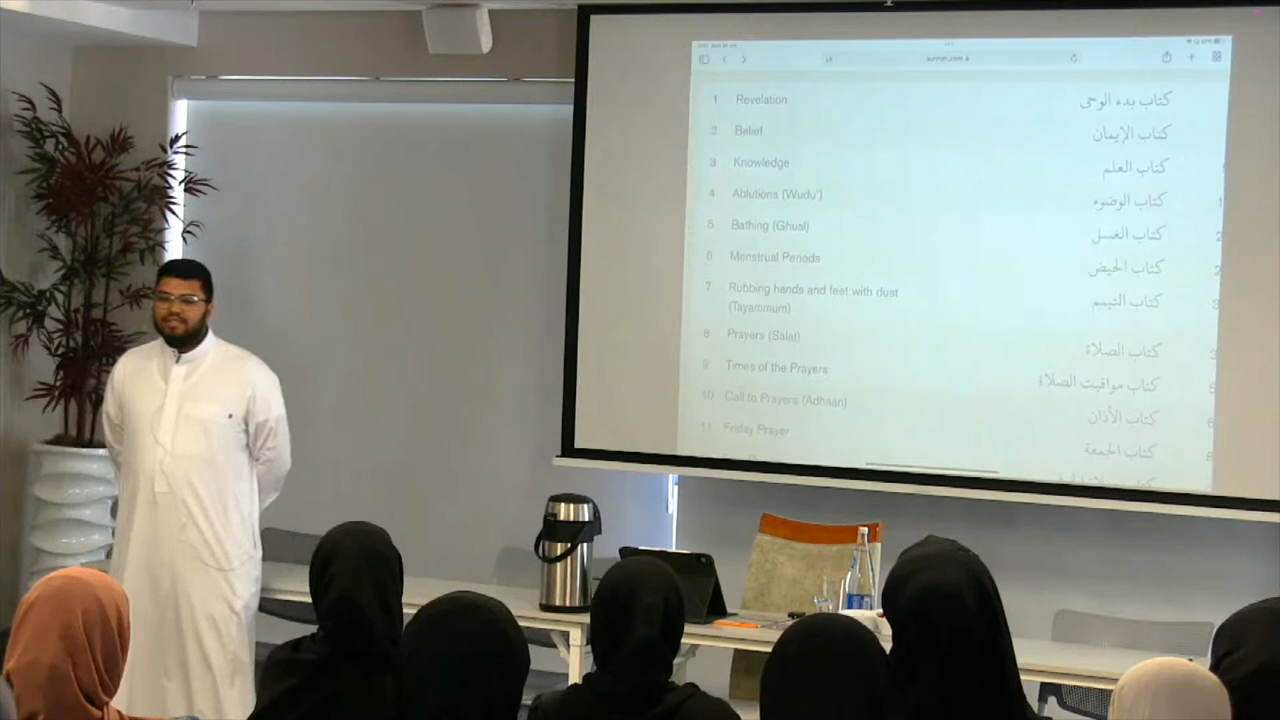 sunnah.com
1 Revelation كتاب بدء الوحى
2 Belief كتاب الإيمان
3 Knowledge كتاب العلم
4 Ablutions (Wudu') كتاب الوضوء
5 Bathing (Ghusl) كتاب الغسل
6 Menstrual Periods كتاب الحيض
7 Rubbing hands and feet with dust كتاب التيمم
(Tayammum)
8 Prayers (Salat) كتاب الصلاة
9 Times of the Prayers كتاب مواقيت الصلاة
10 Call to Prayers (Adhaan) كتاب الأذان
11 Friday Prayer كتاب الجمعة